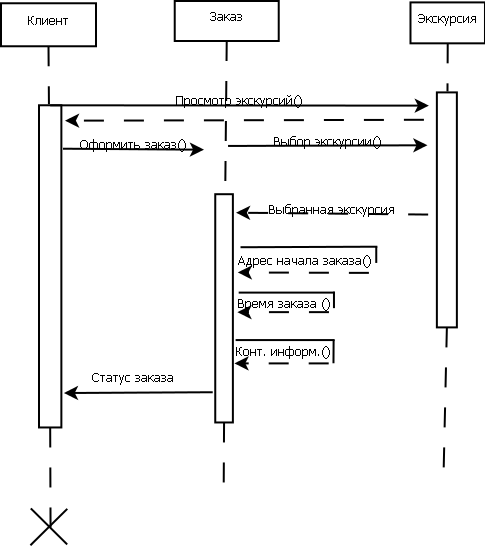 Клиент
Заказ
Экскурсия
Просмотр экскурсий()
Оформить заказ()
Выбор экскурсии()
Выбранная экскурсия
Адрес начала заказа()
Время заказа ()
Конт. информ.()
Статус заказа